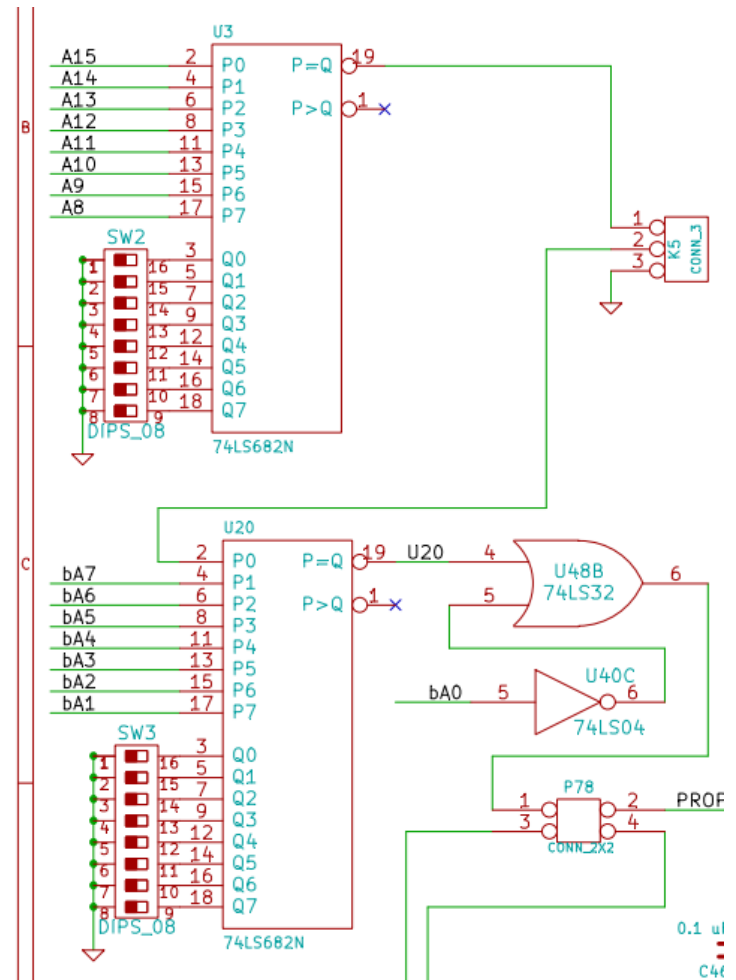 U3
A15 2 P0 P=Q 19
A14 4 P1
A13 6 P2 P>Q 1
A12 8 P3
A11 11 P4
A10 13 P5
A9 15 P6
A8 17 P7
B
SW2
1 16 3 Q0
2 15 5 Q1
3 14 7 Q2
4 13 9 Q3
5 12 12 Q4
6 11 14 Q5
7 10 16 Q6
8 9 18 Q7
DIPS_08
74LS682N
1
2
3
K5
CONN_3
C
U20
2 P0 P=Q 19 U20
bA7 4 P1
bA6 6 P2 P>Q 1
bA5 8 P3
bA4 11 P4
bA3 13 P5
bA2 15 P6
bA1 17 P7
SW3
1 16 3 Q0
2 15 5 Q1
3 14 7 Q2
4 13 9 Q3
5 12 12 Q4
6 11 14 Q5
7 10 16 Q6
8 9 18 Q7
DIPS_08
74LS682N
4 U48B 6
5 74LS32
U40C
bA0 5 6
74LS04
P78
1 2 PROF
3 4
CONN_2X2
0.1 u
C46